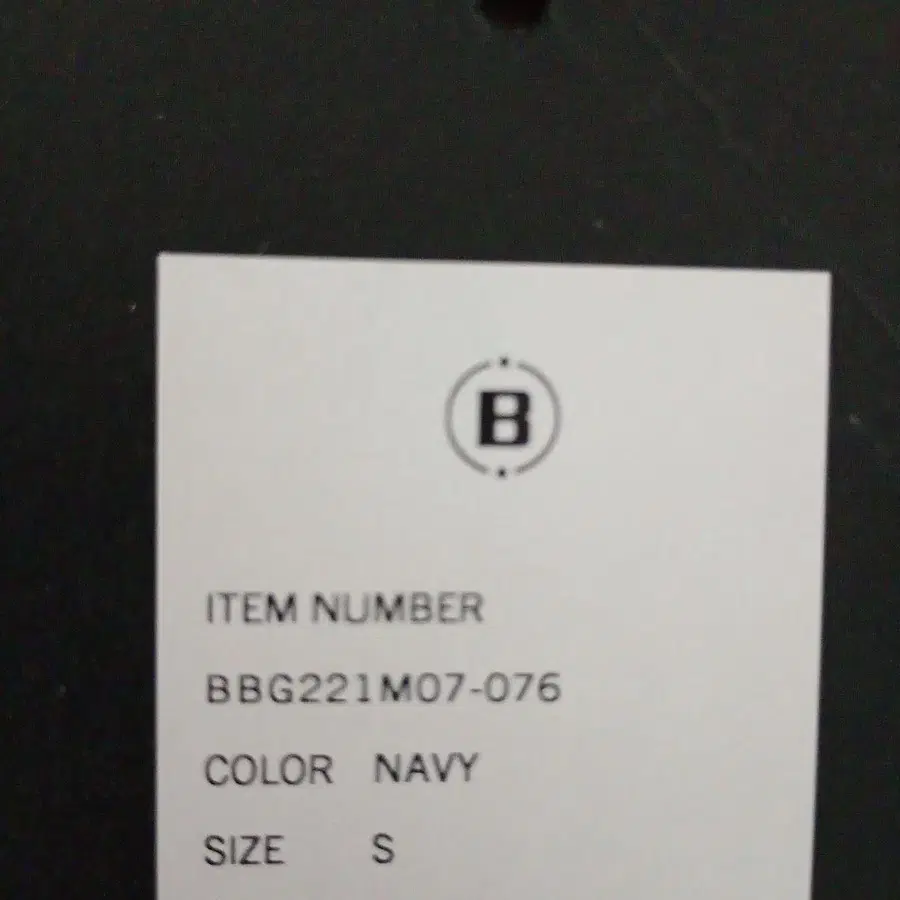 B
ITEM NUMBER
BBG221M07-076
COLOR NAVY
SIZE S